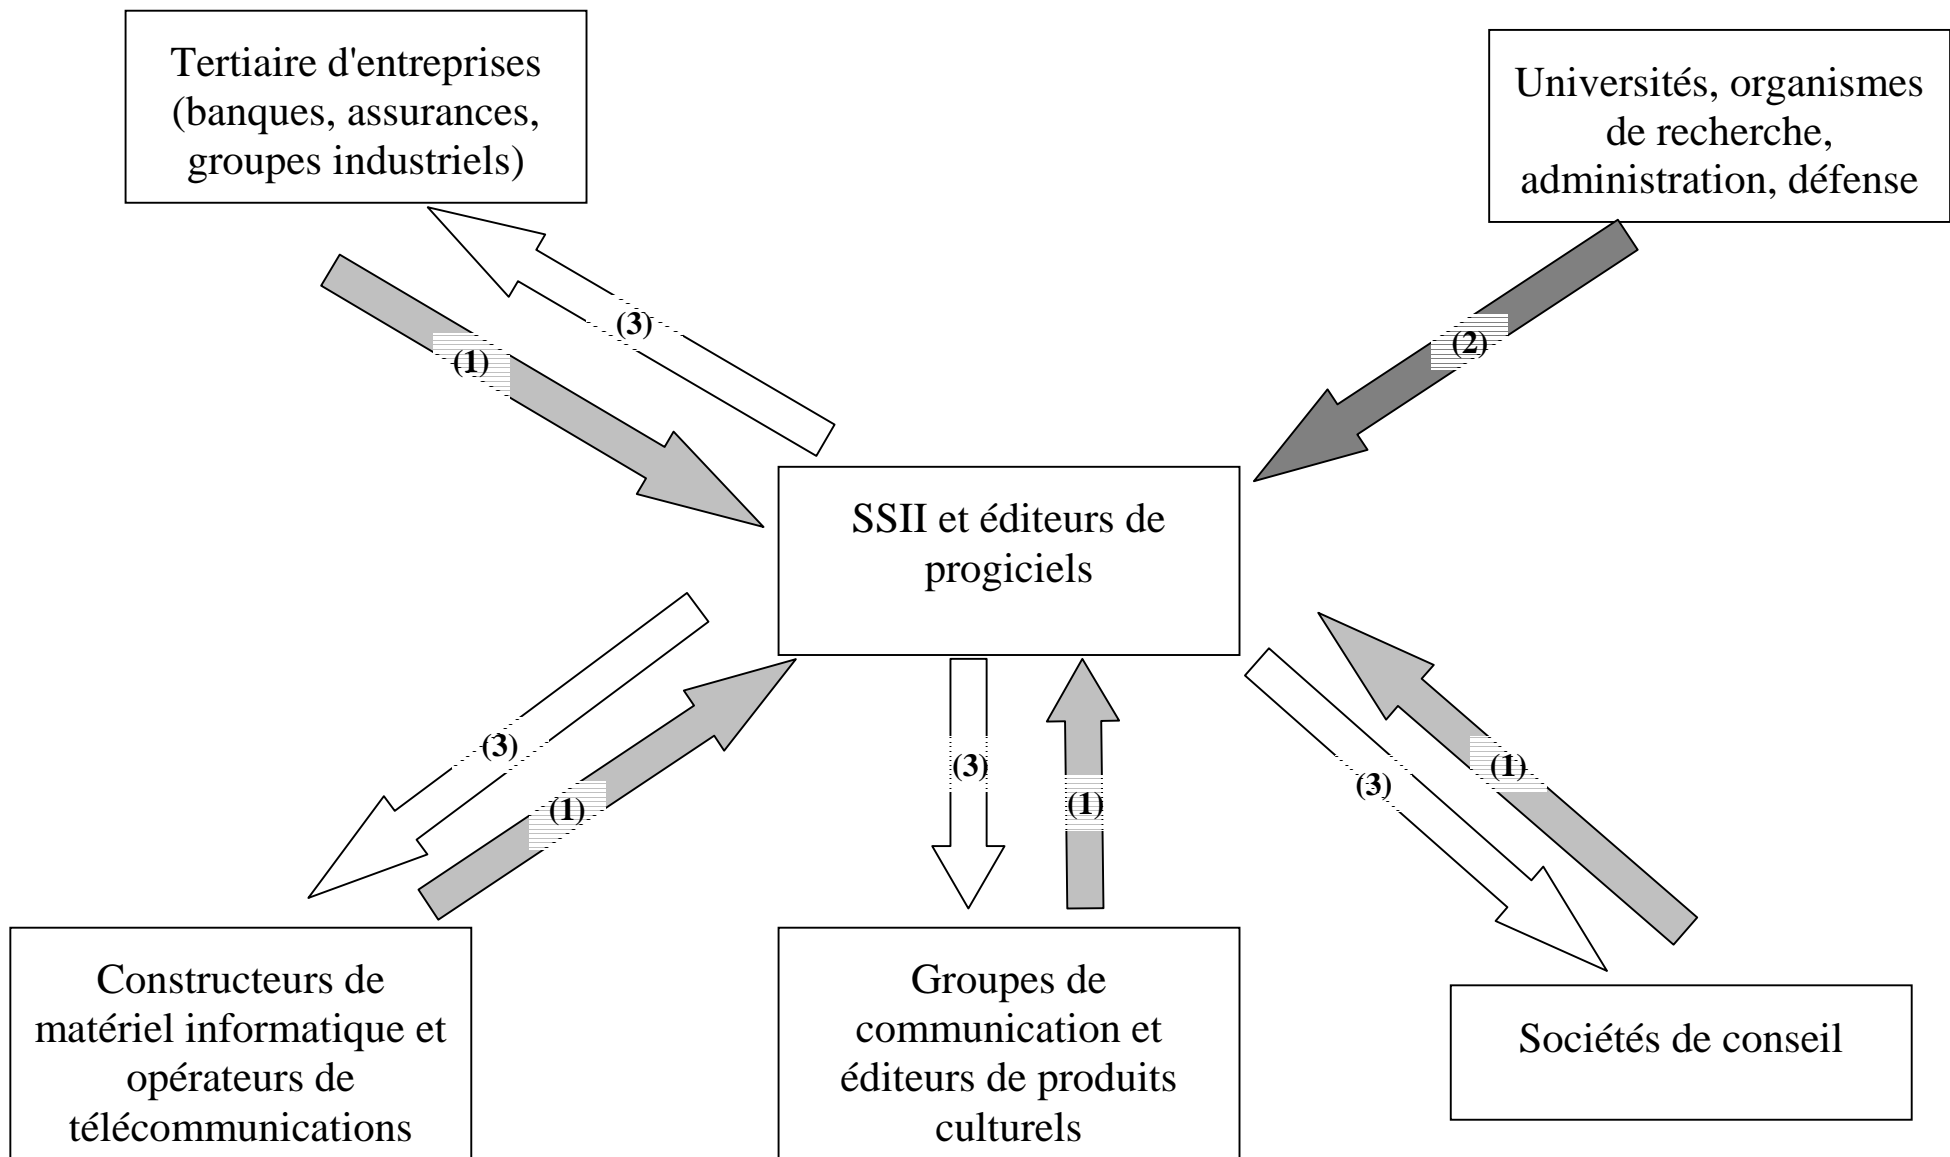 Tertiaire d'entreprises
(banques, assurances,
groupes industriels)
Universités, organismes
de recherche,
administration, défense
(3)
(1)
(2)
SSII et éditeurs de
progiciels
(3)
(1)
(3)
(1)
(3)
(1)
Constructeurs de
matériel informatique et
opérateurs de
télécommunications
Groupes de
communication et
éditeurs de produits
culturels
Sociétés de conseil